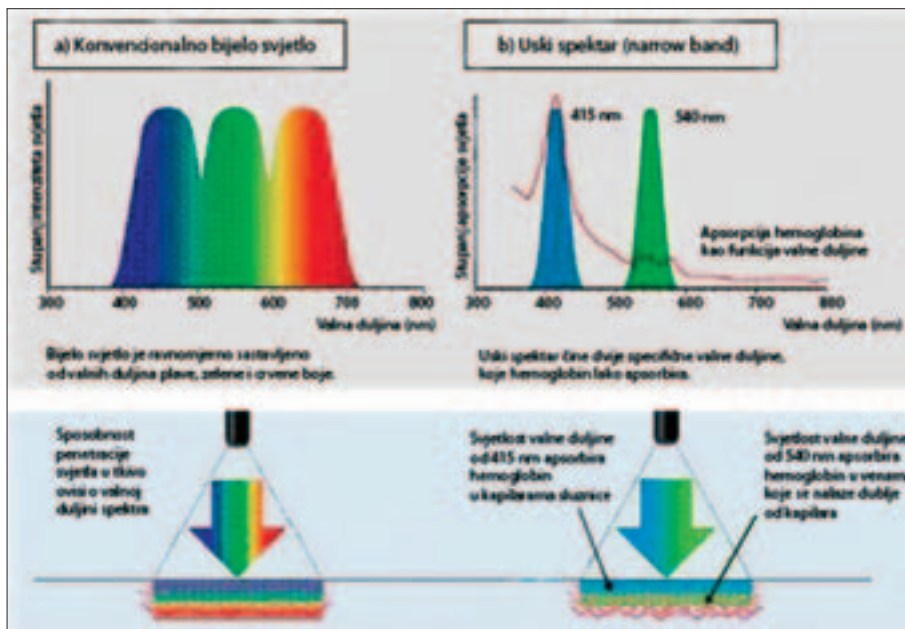 a) Konvencionalno bijelo svjetlo
Stupanj intenziteta svjetla
300 400 500 600 700 800
Valna duljina (nm)
Bijelo svjetlo je ravnomjerno sastavljeno
od valnih duljina plave, zelene i crvene boje.
b) Uski spektar (narrow band)
Stupanj apsorpcije svjetla
415 nm
540 nm
Apsorpcija hemoglobina
kao funkcija valne duljine
600 700
Valna duljina (nm)
Uski spektar čine dvije specifične valne duljine,
koje hemoglobin lako apsorbira.
Sposobnost
penetracije
svjetla u tkivo
ovisi o valnoj
duljini spektra
Svjetlost valne duljine
od 415 nm apsorbira
hemoglobin
u kapilarama sluznice
Svjetlost valne duljine
od 540 nm apsorbira
hemoglobin u venama
koje se nalaze dublje
od kapilara